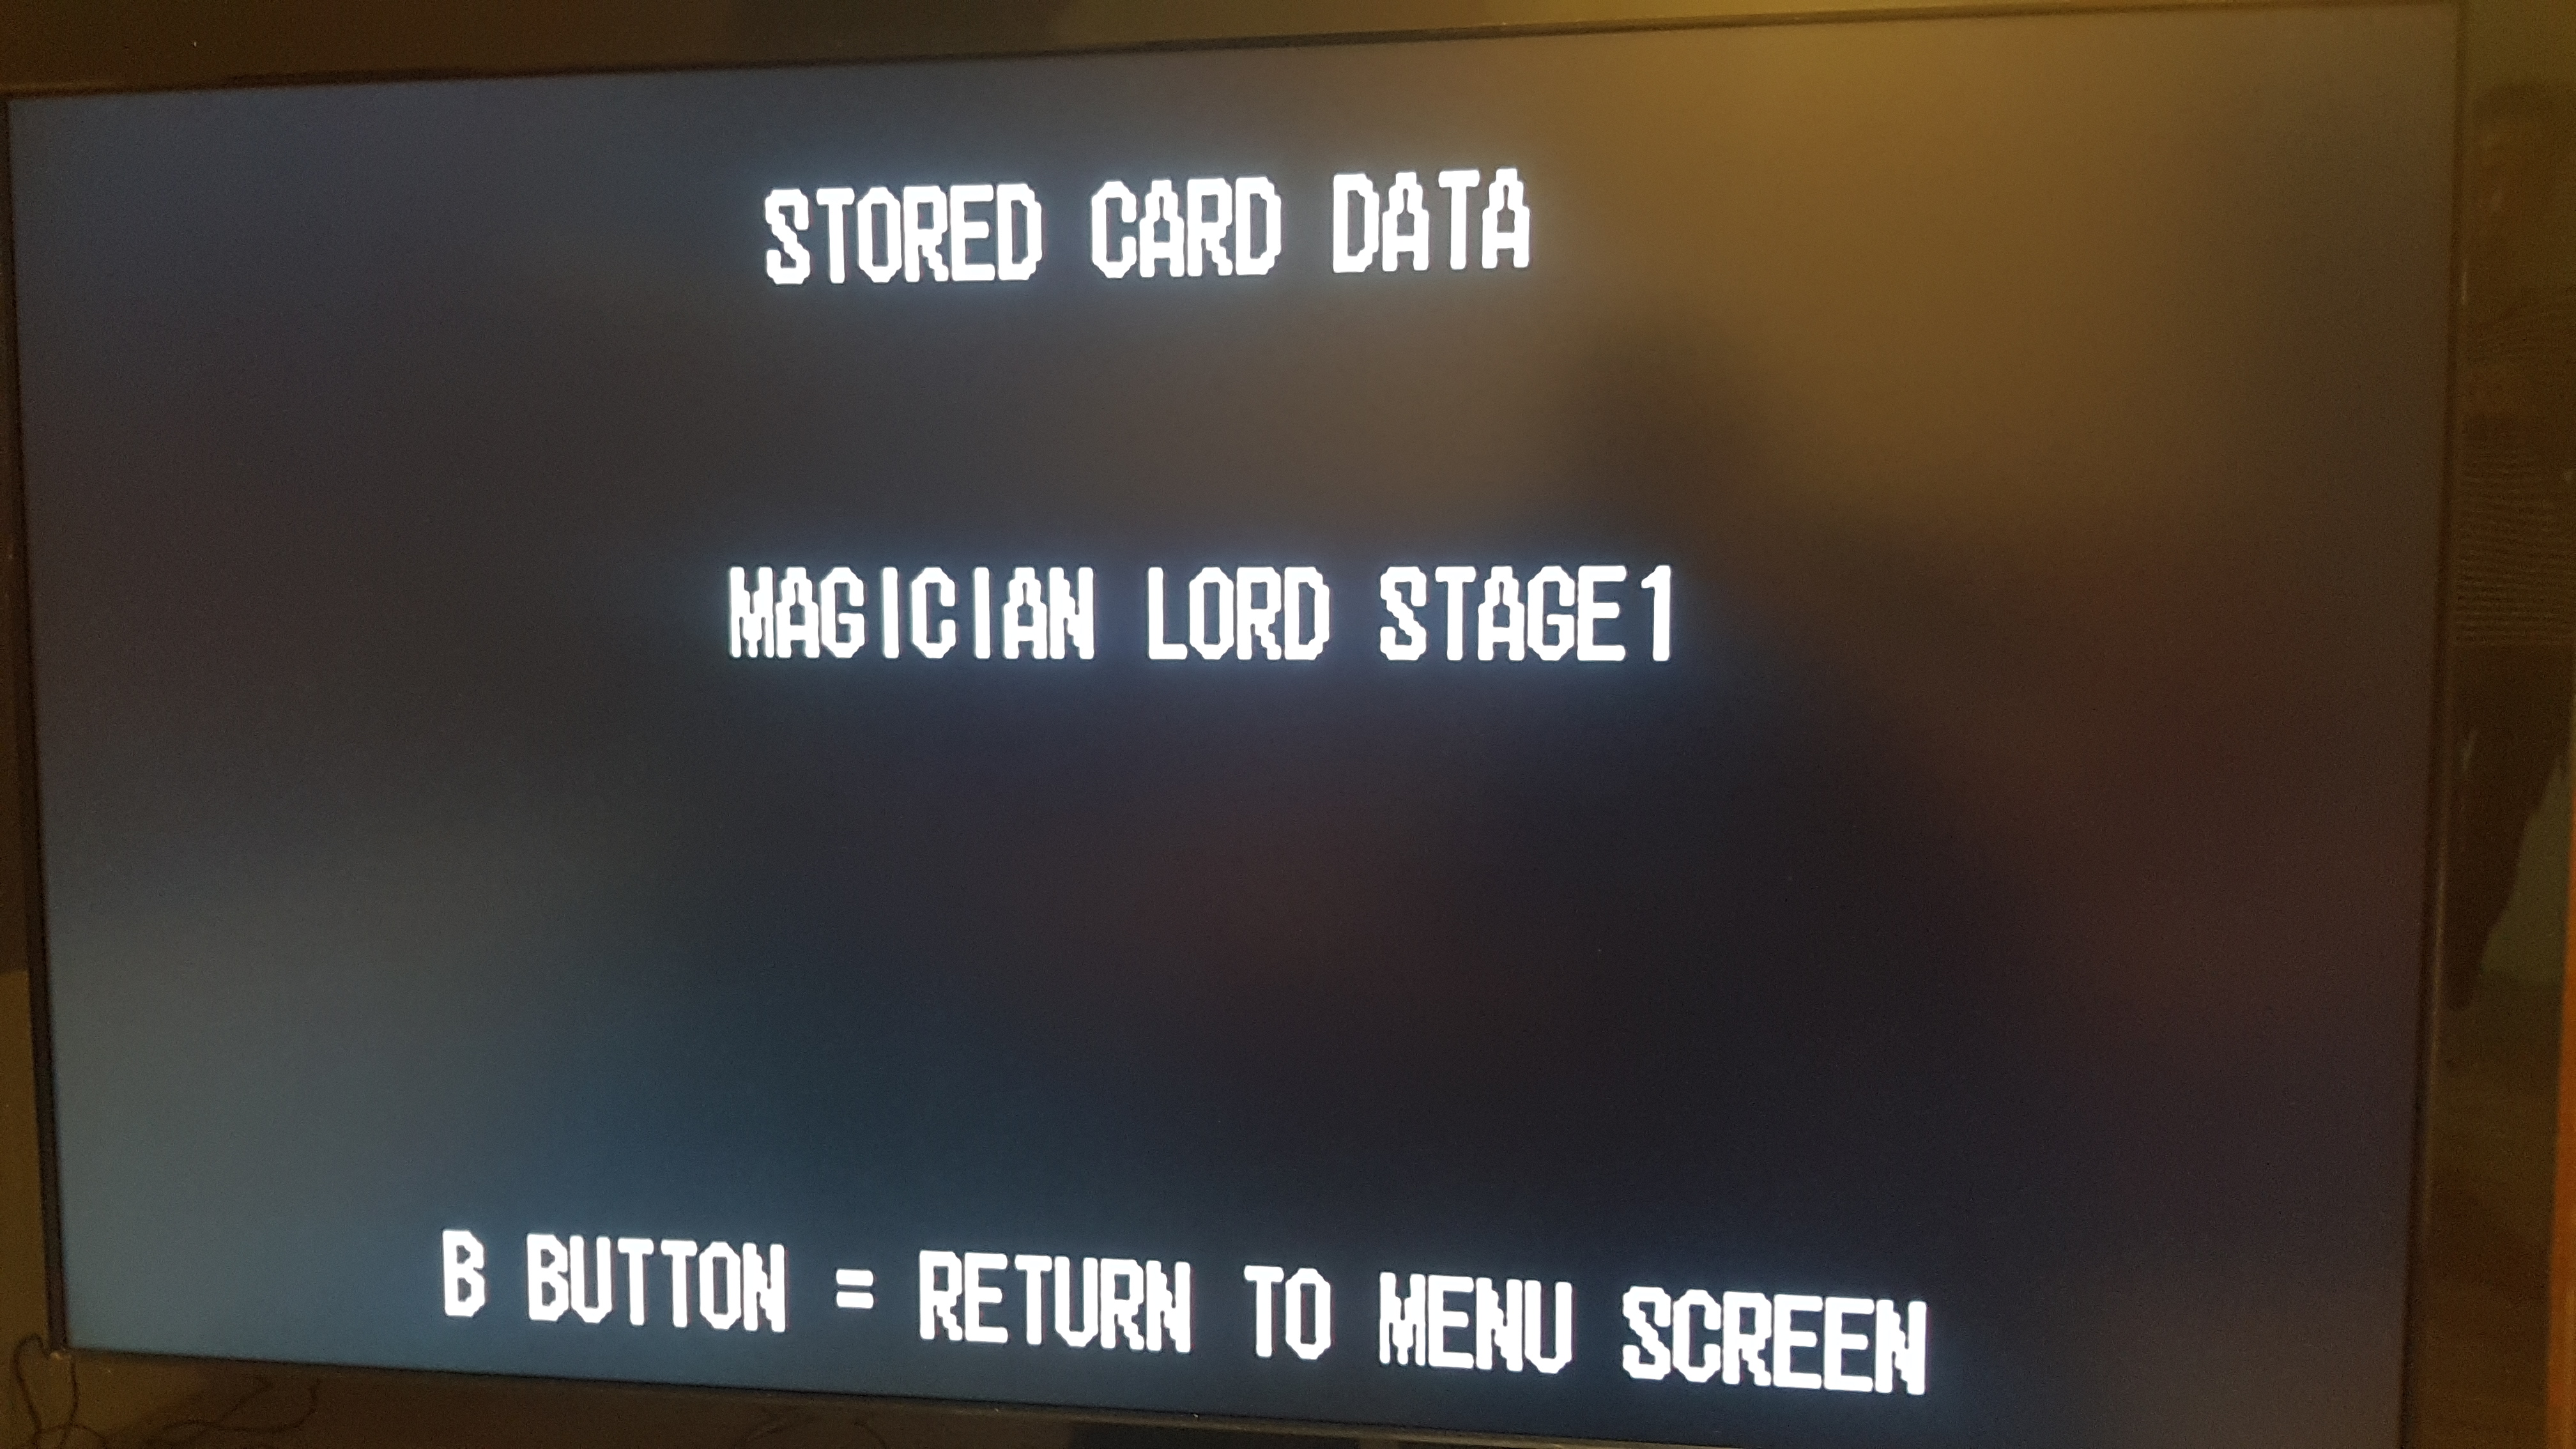 STORED CARD DATA
MAGICIAN LORD STAGE1
B BUTTON = RETURN TO MENU SCREEN